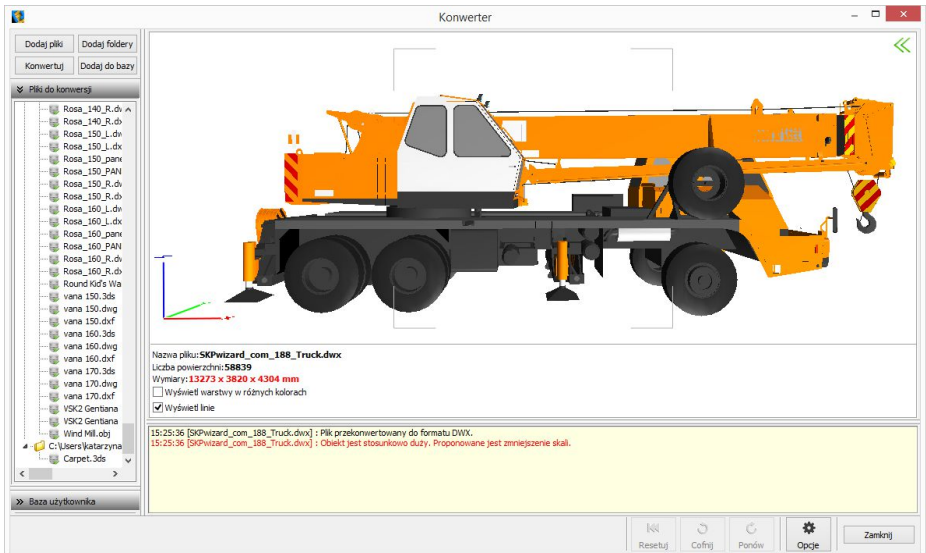 Konwerter
Dodaj pliki
Dodaj foldery
Konwertuj
Dodaj do bazy
Pliki do konwersji
Rosa_140_R.dv
Rosa_140_R.dx
Rosa_150_L.dw
Rosa_150_L.dx
Rosa_150_pane
Rosa_150_PAN
Rosa_150_R.dv
Rosa_150_R.dx
Rosa_160_L.dw
Rosa_160_L.dx
Rosa_160_pane
Rosa_160_PAN
Rosa_160_R.dv
Rosa_160_R.dx
Round Kid's Wa
vana 150.3ds
vana 150.dwg
vana 150.dxf
vana 160.3ds
vana 160.dwg
vana 160.dxf
vana 170.3ds
vana 170.dwg
vana 170.dxf
VSK2 Gentiana
VSK2 Gentiana
Wind Mill.obj
C:\Users\katarzyna
Carpet.3ds
Baza użytkownika
Nazwa pliku:SKPwizard_com_188_Truck.dwx
Liczba powierzchni:58839
Wymiary:13273 x 3820 x 4304 mm
Wyświetl warstwy w różnych kolorach
Wyświetl linie
15:25:36 [SKPwizard_com_188_Truck.dwx] : Plik przekonwertowany do formatu DWX.
15:25:36 [SKPwizard_com_188_Truck.dwx] : Obiekt jest stosunkowo duży. Proponowane jest zmniejszenie skali.
Resetuj
Cofnij
Ponów
Opcje
Zamknij